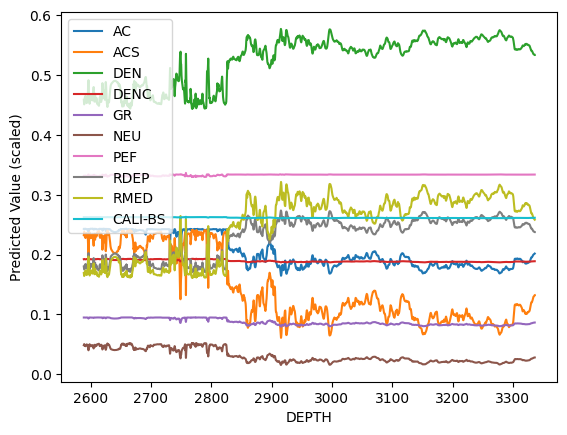 0.6
0.5
0.4
0.3
0.2
0.1
0.0
Predicted Value (scaled)
AC
ACS
DEN
DENC
GR
NEU
PEF
RDEP
RMED
CALI-BS
2600 2700 2800 2900 3000 3100 3200 3300
DEPTH